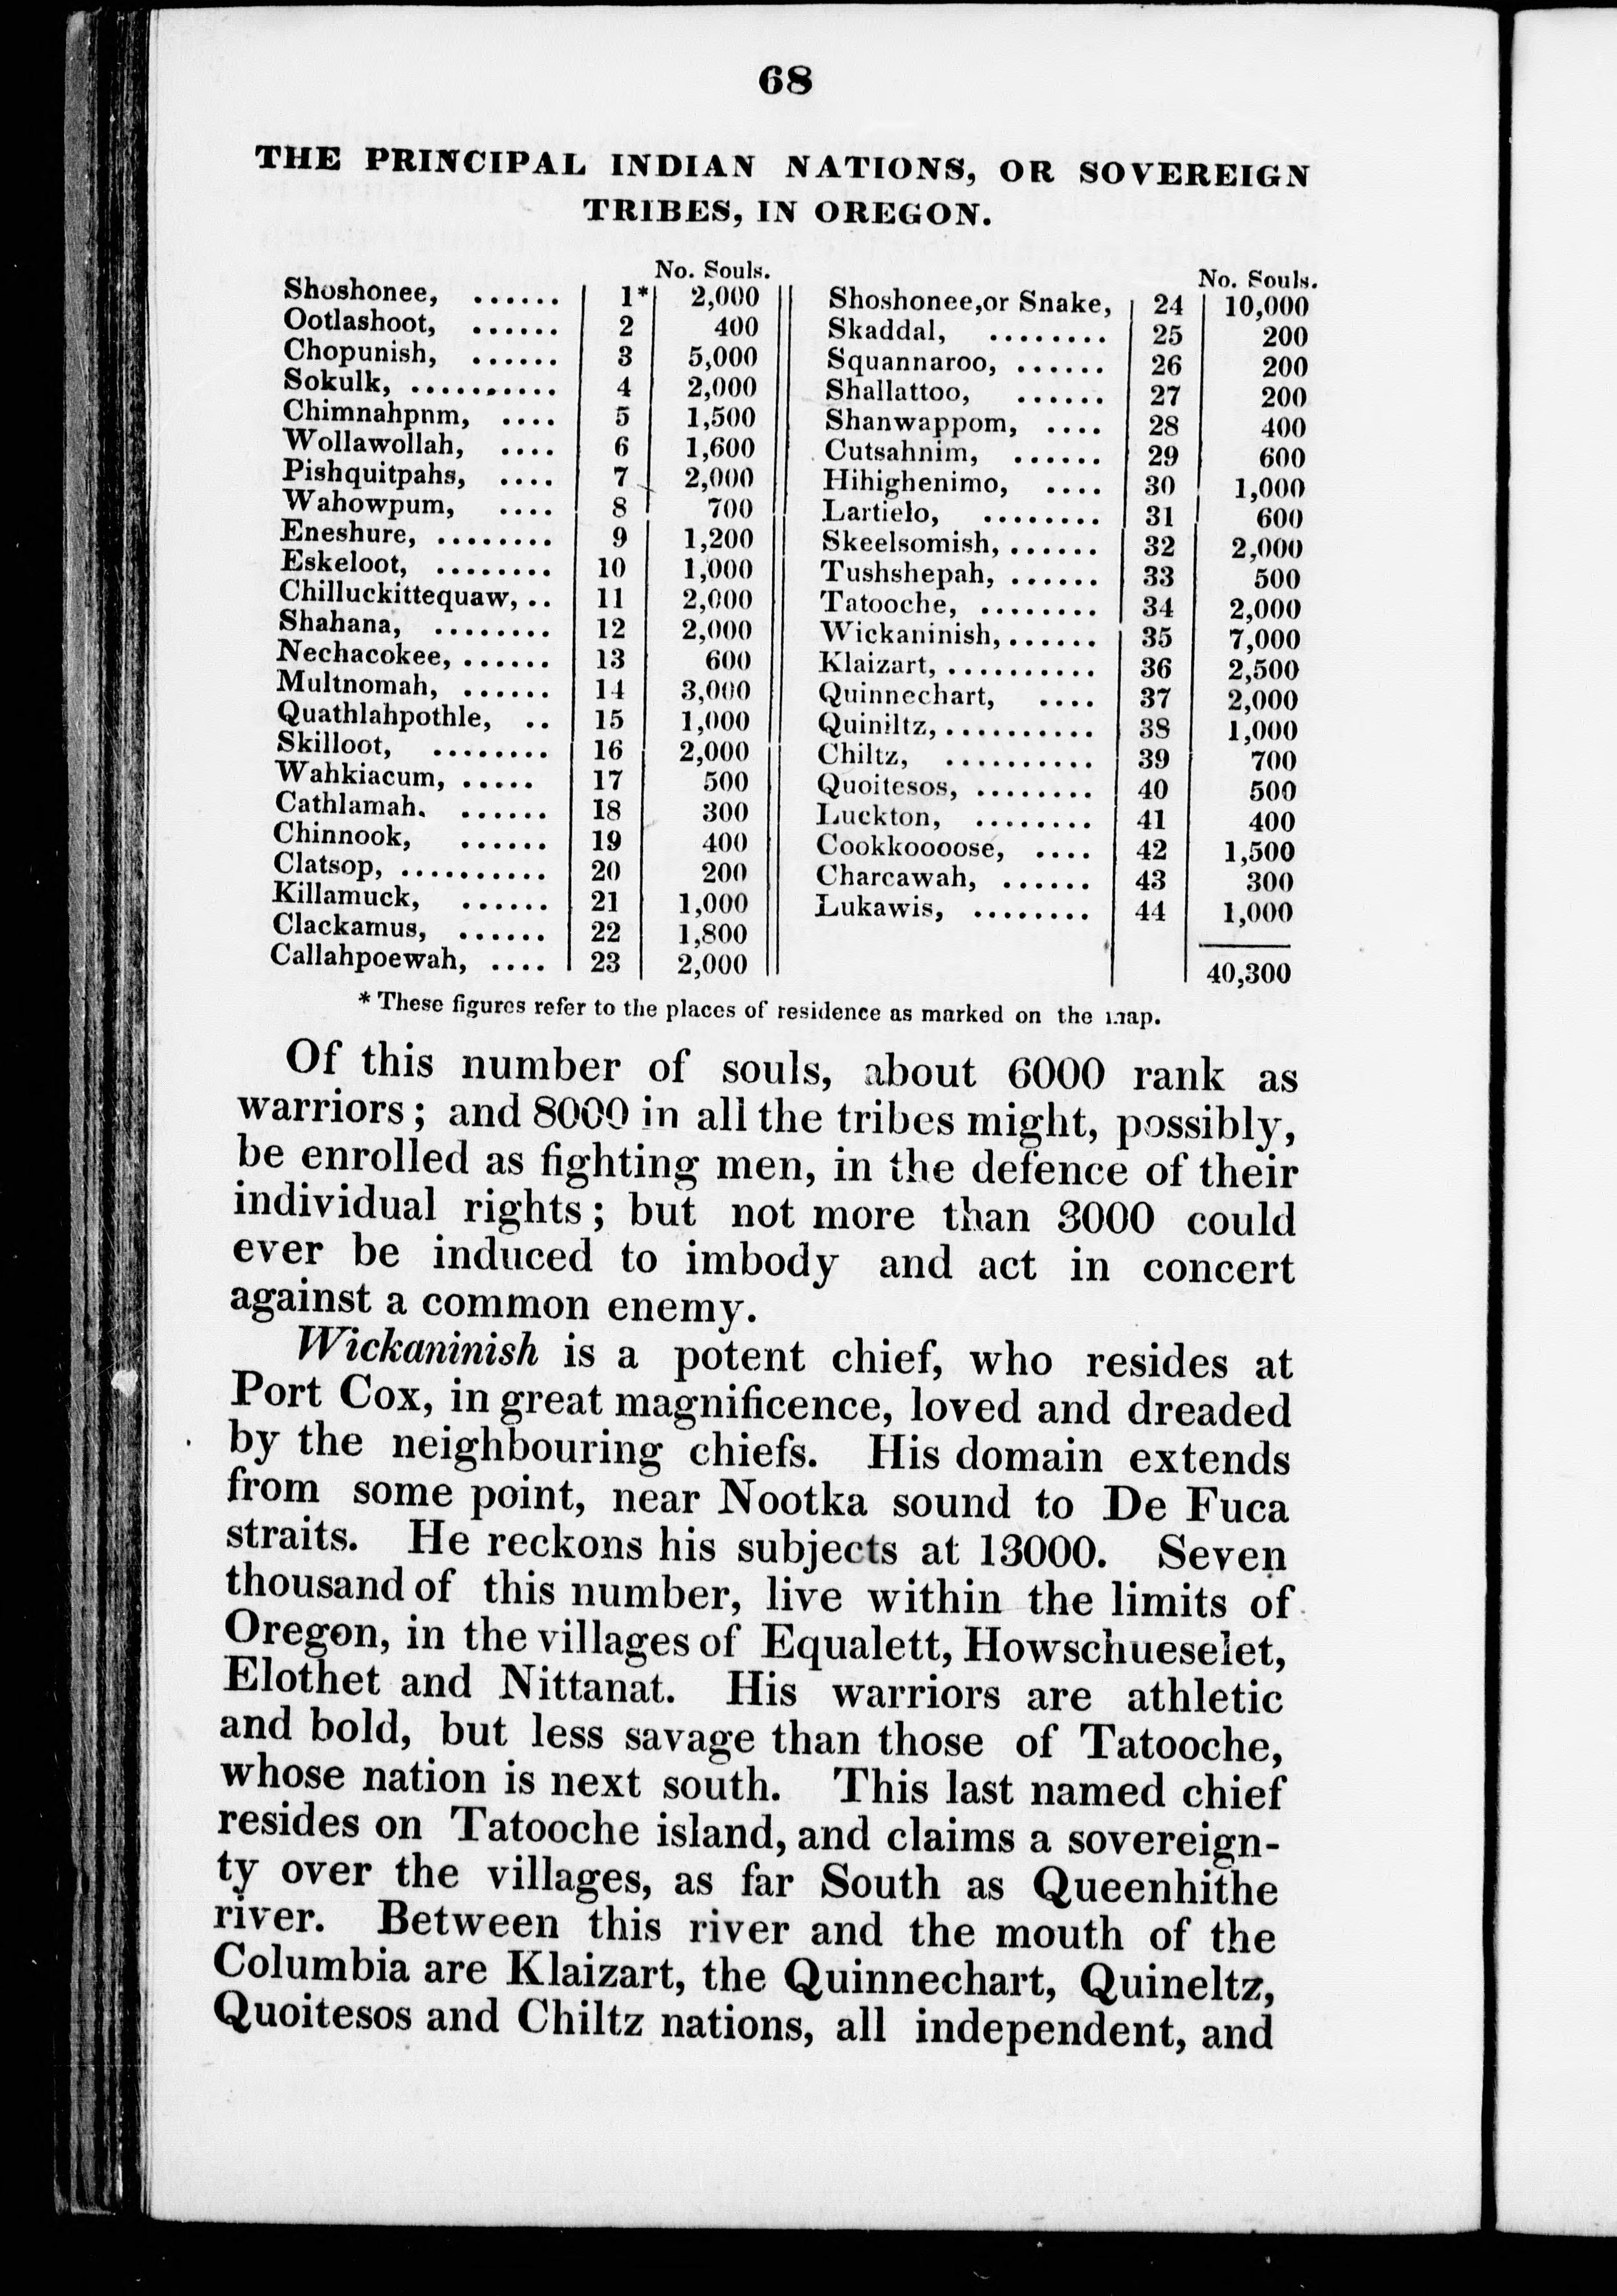 68
THE PRINCIPAL INDIAN NATIONS, OR SOVEREIGN
TRIBES, IN OREGON.
No. Souls.
Shoshonee, ...... 1* 2,000
Ootlashoot, ...... 2 400
Chopunish, ...... 3 5,000
Sokulk, ........... 4 2,000
Chimnahpnm, .... 5 1,500
Wollawollah, .... 6 1,600
Pishquitpahs, .... 7 2,000
Wahowpum, .... 8 700
Eneshure, ........ 9 1,200
Eskeloot, ........ 10 1,000
Chilluckittequaw, .. 11 2,000
Shahana, ........ 12 2,000
Nechacokee, ...... 13 600
Multnomah, ...... 14 3,000
Quathlahpothle, .. 15 1,000
Skilloot, ........ 16 2,000
Wahkiacum, ..... 17 500
Cathlamah. ...... 18 300
Chinnook, ...... 19 400
Clatsop, .......... 20 200
Killamuck, ...... 21 1,000
Clackamus, ...... 22 1,800
Callahpoewah, .... 23 2,000
No. Souls.
Shoshonee,or Snake, 24 10,000
Skaddal, ........ 25 200
Squannaroo, ...... 26 200
Shallattoo, ...... 27 200
Shanwappom, .... 28 400
Cutsahnim, ...... 29 600
Hihighenimo, .... 30 1,000
Lartielo, ........ 31 600
Skeelsomish, ...... 32 2,000
Tushshepah, ...... 33 500
Tatooche, ........ 34 2,000
Wickaninish, ...... 35 7,000
Klaizart, ........... 36 2,500
Quinnechart, .... 37 2,000
Quiniltz, .......... 38 1,000
Chiltz, .......... 39 700
Quoitesos, ........ 40 500
Luckton, ........ 41 400
Cookkoooose, .... 42 1,500
Charcawah, ...... 43 300
Lukawis, ........ 44 1,000
40,300
* These figures refer to the places of residence as marked on the map.
Of this number of souls, about 6000 rank as
warriors; and 8000 in all the tribes might, possibly,
be enrolled as fighting men, in the defence of their
individual rights; but not more than 3000 could
ever be induced to imbody and act in concert
against a common enemy.
Wickaninish is a potent chief, who resides at
Port Cox, in great magnificence, loved and dreaded
by the neighbouring chiefs. His domain extends
from some point, near Nootka sound to De Fuca
straits. He reckons his subjects at 13000. Seven
thousand of this number, live within the limits of
Oregon, in the villages of Equalett, Howschueselet,
Elothet and Nittanat. His warriors are athletic
and bold, but less savage than those of Tatooche,
whose nation is next south. This last named chief
resides on Tatooche island, and claims a sovereign-
ty over the villages, as far South as Queenhithe
river. Between this river and the mouth of the
Columbia are Klaizart, the Quinnechart, Quineltz,
Quoitesos and Chiltz nations, all independent, and